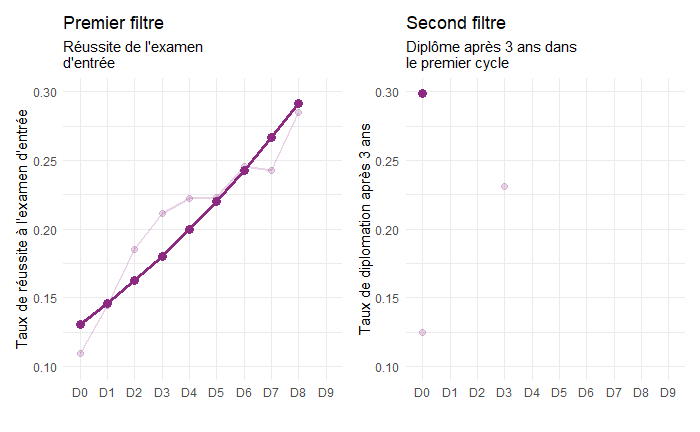 Premier filtre
Réussite de l'examen
d'entrée
Taux de réussite à l'examen d'entrée
0.30
0.25
0.20
0.15
0.10
D0 D1 D2 D3 D4 D5 D6 D7 D8 D9
Second filtre
Diplôme après 3 ans dans
le premier cycle
Taux de diplomation après 3 ans
0.30
0.25
0.20
0.15
0.10
D0 D1 D2 D3 D4 D5 D6 D7 D8 D9